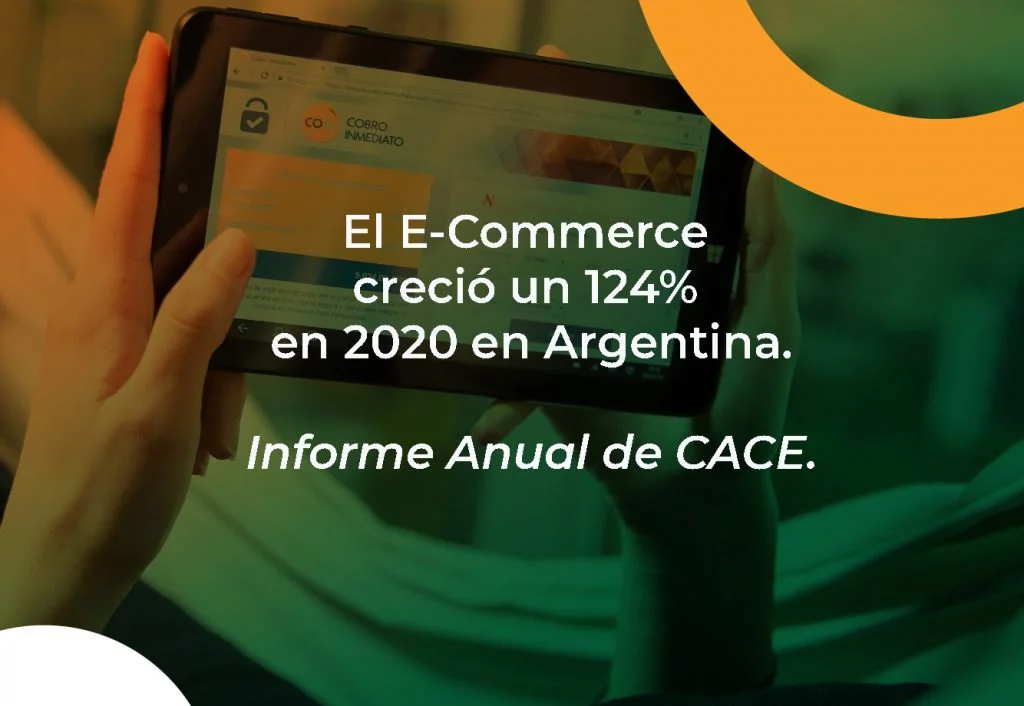 CO
COBRO
INMEDIATO
El E-Commerce
creció un 124%
en 2020 en Argentina.
Informe Anual de CACE.